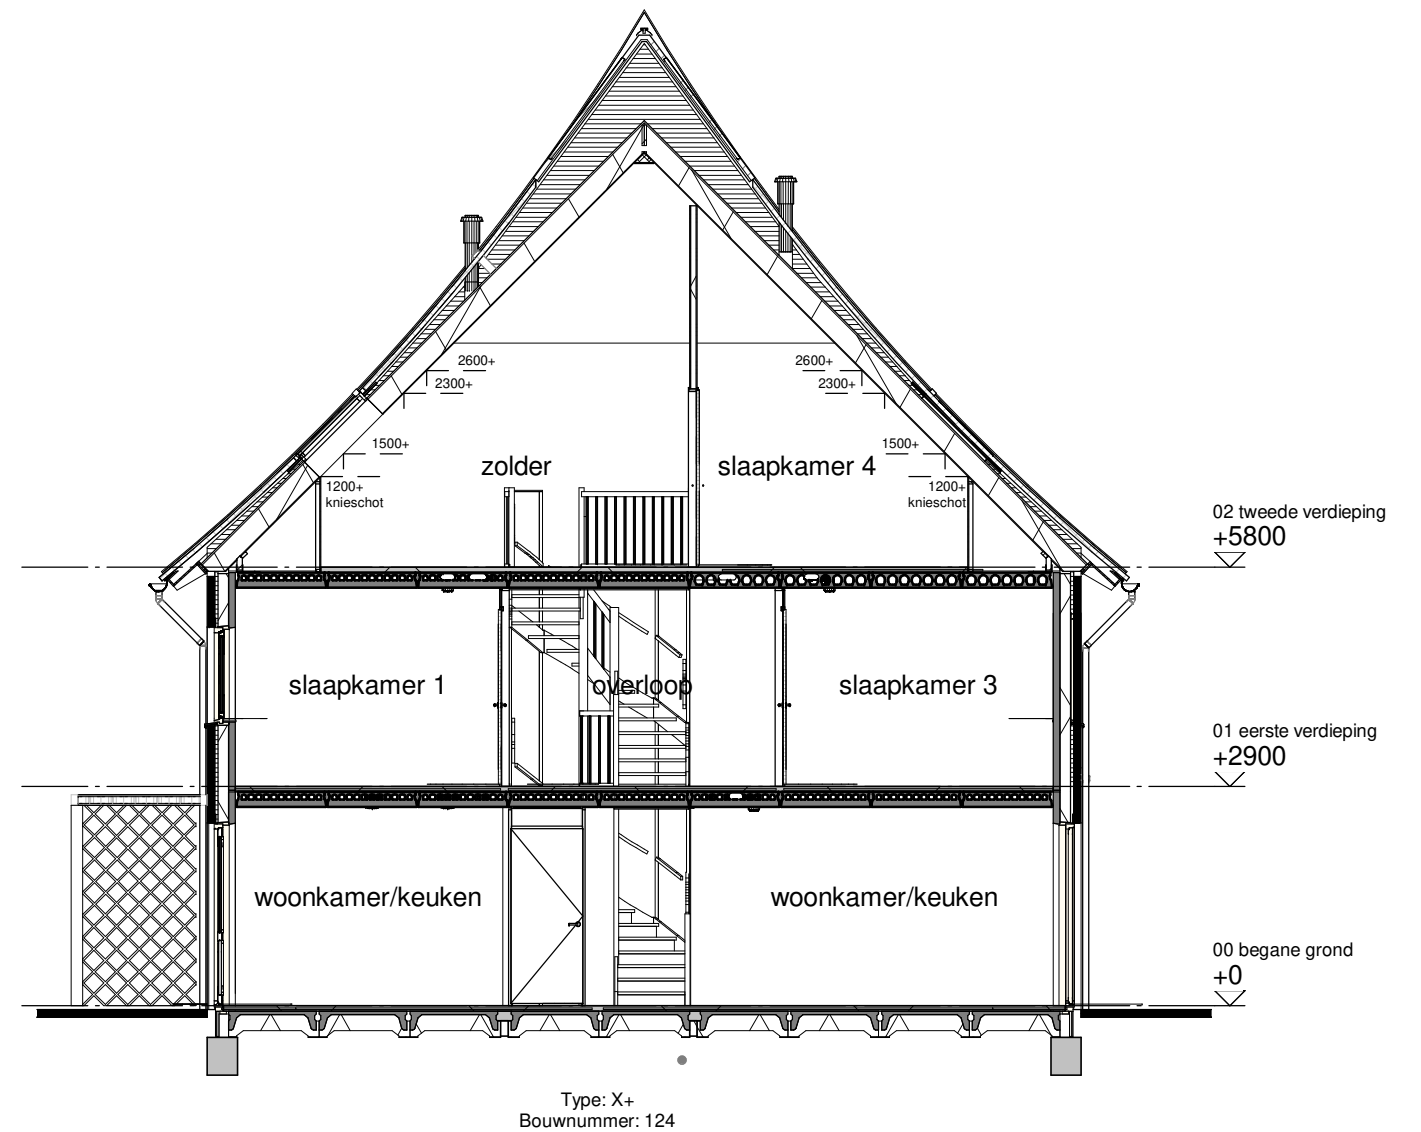 2600+
2600+
2300+
2300+
1500+
1500+
zolder
slaapkamer 4
1200+
knieschot
1200+
knieschot
02 tweede verdieping
+5800
slaapkamer 1
overloop
slaapkamer 3
01 eerste verdieping
+2900
woonkamer/keuken
woonkamer/keuken
00 begane grond
+0
Type: X+
Bouwnummer: 124